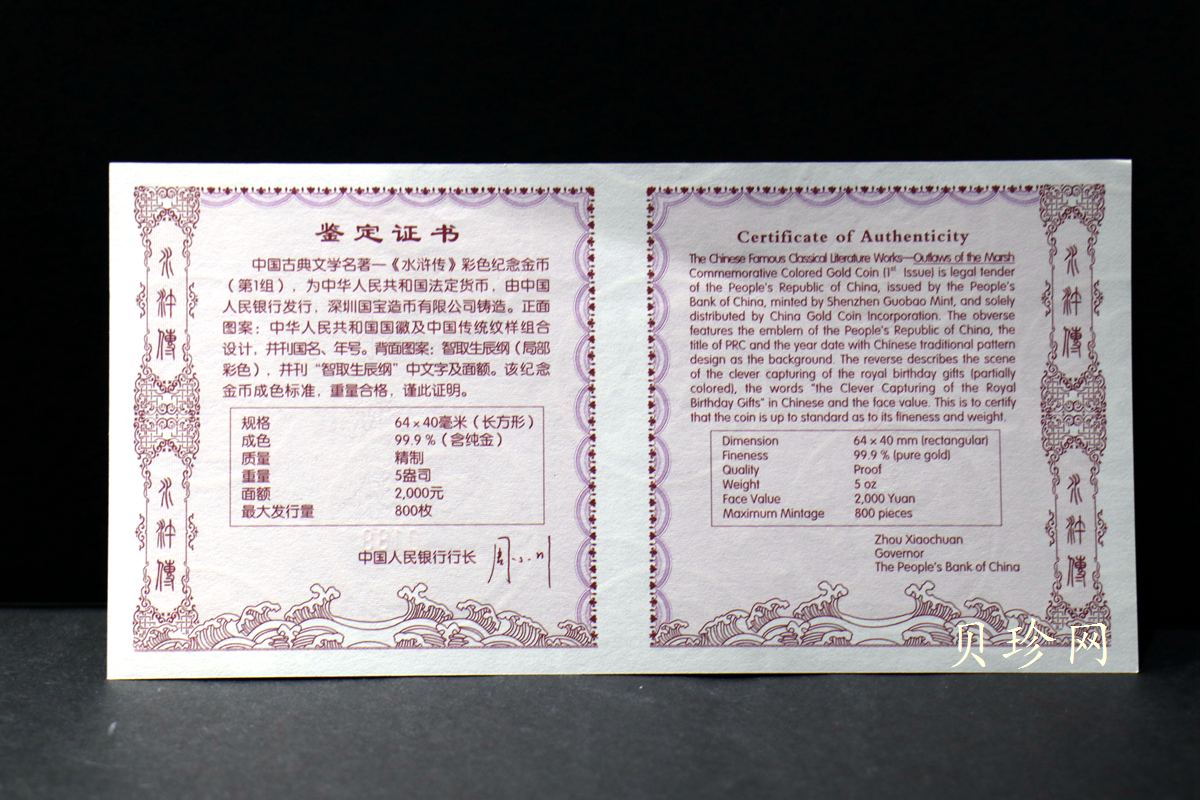 鉴定证书
中国古典文学名著—《水浒传》彩色纪念金币
（第1组），为中华人民共和国法定货币，由中国
人民银行发行，深圳国宝造币有限公司铸造。正面
图案：中华人民共和国国徽及中国传统纹样组合
设计，并刊国名、年号。背面图案：智取生辰纲（局部
彩色），并刊“智取生辰纲”中文字及面额。该纪念
金币成色标准，重量合格，谨此证明。
规格 64×40毫米（长方形）
成色 99.9％（含纯金）
质量 精制
重量 5盎司
面额 2,000元
最大发行量 800枚
中国人民银行行长
水浒傳
水浒傳
Certificate of Authenticity
The Chinese Famous Classical Literature Works—Outlaws of the Marsh
Commemorative Colored Gold Coin (1st Issue) is legal tender
of the People's Republic of China, issued by the People's
Bank of China, minted by Shenzhen Guobao Mint, and solely
distributed by China Gold Coin Incorporation. The obverse
features the emblem of the People's Republic of China, the
title of PRC and the year date with Chinese traditional pattern
design as the background. The reverse describes the scene
of the clever capturing of the royal birthday gifts (partially
colored), the words "the Clever Capturing of the Royal
Birthday Gifts" in Chinese and the face value. This is to certify
that the coin is up to standard as to its fineness and weight.
Dimension 64 × 40 mm (rectangular)
Fineness 99.9 % (pure gold)
Quality Proof
Weight 5 oz
Face Value 2,000 Yuan
Maximum Mintage 800 pieces
Zhou Xiaochuan
Governor
The People's Bank of China
水浒傳
水浒傳
贝珍网